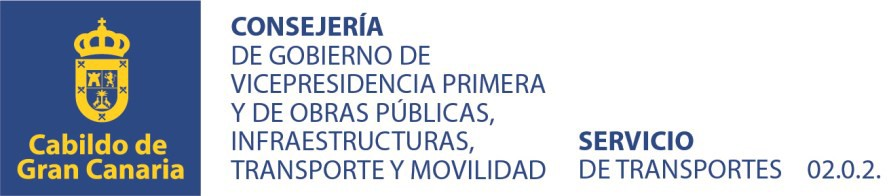 Cabildo de
Gran Canaria
CONSEJERÍA
DE GOBIERNO DE
VICEPRESIDENCIA PRIMERA
Y DE OBRAS PÚBLICAS,
INFRAESTRUCTURAS,
TRANSPORTE Y MOVILIDAD
SERVICIO
DE TRANSPORTES 02.0.2.